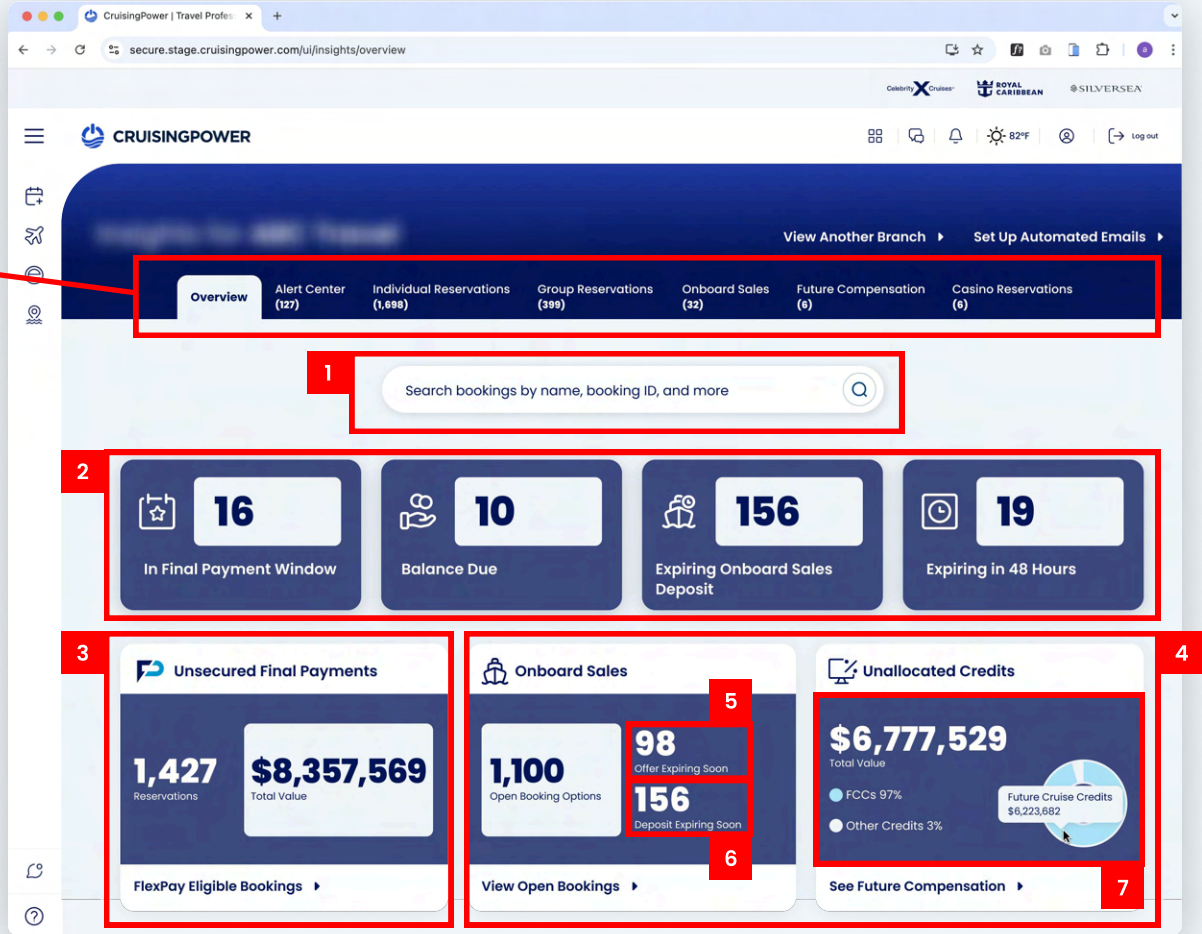 CruisingPower | Travel Profes
secure.stage.cruisingpower.com/ui/insights/overview
a
Celebrity X Cruises
ROYAL CARIBBEAN
SILVERSEA
CRUISINGPOWER
82°F
Log out
Insights for ABC Travel
View Another Branch
Set Up Automated Emails
Overview
Alert Center (127)
Individual Reservations (1,698)
Group Reservations (399)
Onboard Sales (32)
Future Compensation (6)
Casino Reservations (6)
1
Search bookings by name, booking ID, and more
2
16
In Final Payment Window
10
Balance Due
156
Expiring Onboard Sales
Deposit
19
Expiring in 48 Hours
3
Unsecured Final Payments
1,427
Reservations
$8,357,569
Total Value
FlexPay Eligible Bookings
4
Onboard Sales
5
1,100
Open Booking Options
98
Offer Expiring Soon
156
Deposit Expiring Soon
6
View Open Bookings
Unallocated Credits
$6,777,529
Total Value
FCCs 97%
Other Credits 3%
Future Cruise Credits
$6,223,682
See Future Compensation
7